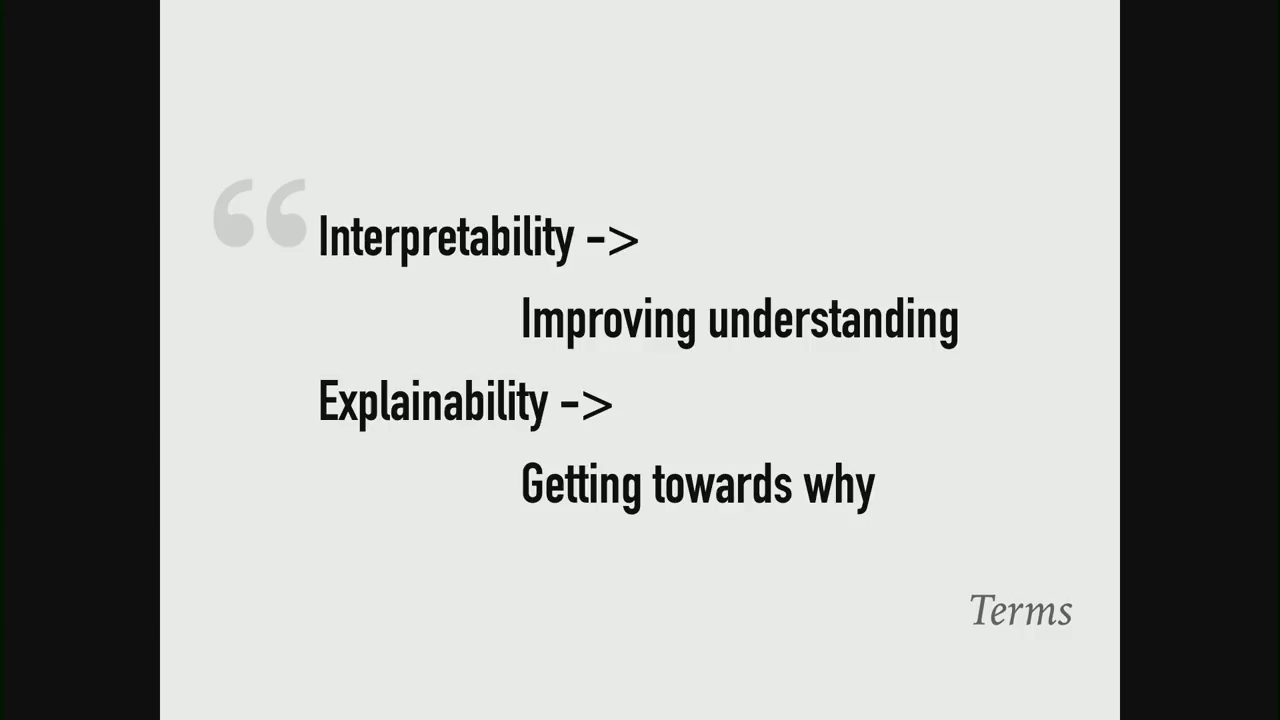 “Interpretability ->
Improving understanding
Explainability ->
Getting towards why
Terms